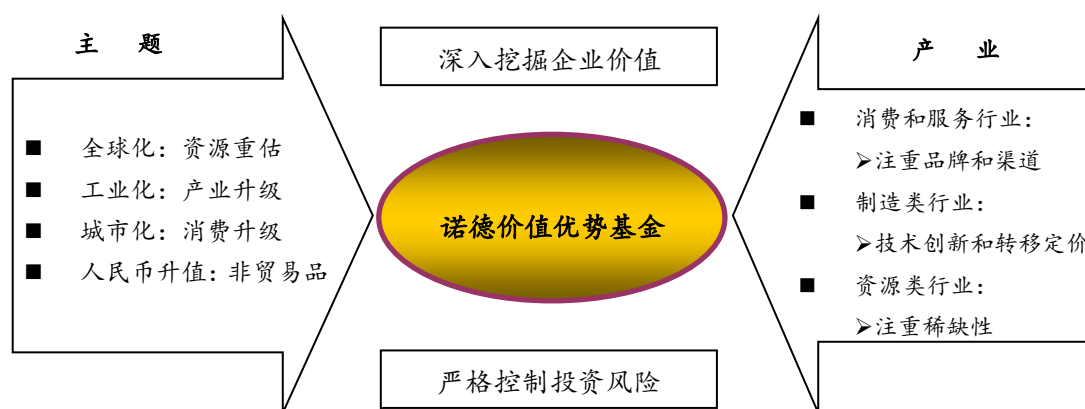 主 题
全球化：资源重估
工业化：产业升级
城市化：消费升级
人民币升值：非贸易品
深入挖掘企业价值
诺德价值优势基金
严格控制投资风险
产 业
消费和服务行业：
注重品牌和渠道
制造类行业：
技术创新和转移定价
资源类行业：
注重稀缺性